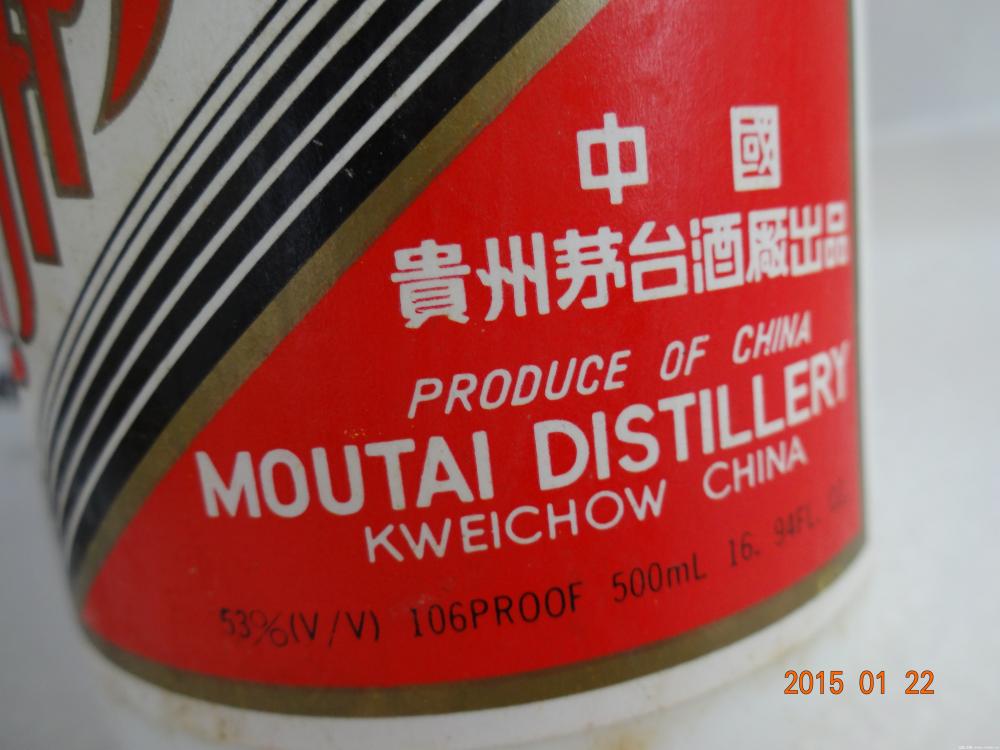 中國
貴州茅台酒廠出品
PRODUCE OF CHINA
MOUTAI DISTILLERY
KWEICHOW CHINA
53%(V/V) 106PROOF 500mL 16.94FL. OZ.
2015 01 22